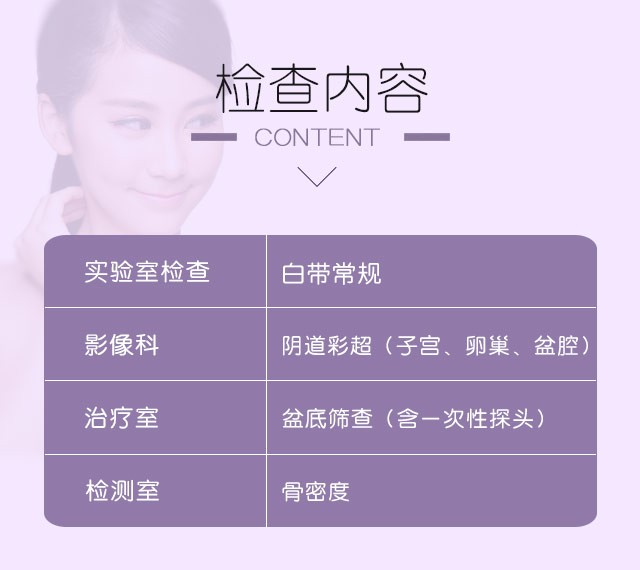 检查内容
CONTENT
实验室检查 白带常规
影像科 阴道彩超（子宫、卵巢、盆腔）
治疗室 盆底筛查（含一次性探头）
检测室 骨密度